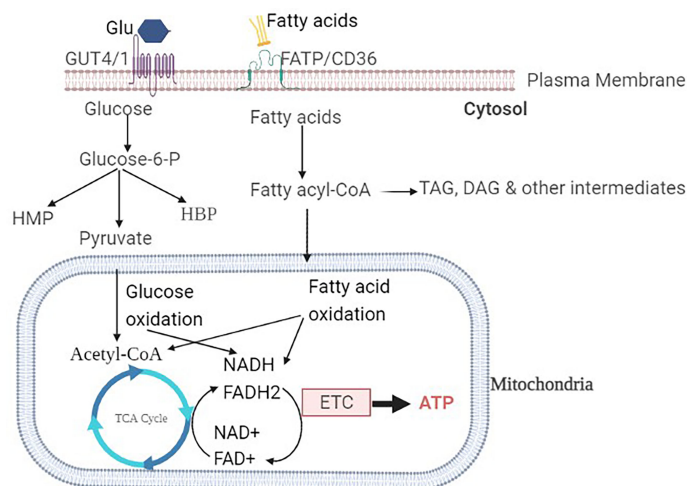 Glu
Fatty acids
GUT4/1
FATP/CD36
Plasma Membrane
Glucose
Fatty acids
Cytosol
Glucose-6-P
Fatty acyl-CoA
TAG, DAG & other intermediates
HMP
HBP
Pyruvate
Glucose
oxidation
Fatty acid
oxidation
Acetyl-CoA
NADH
FADH2
Mitochondria
TCA Cycle
ETC
ATP
NAD+
FAD+